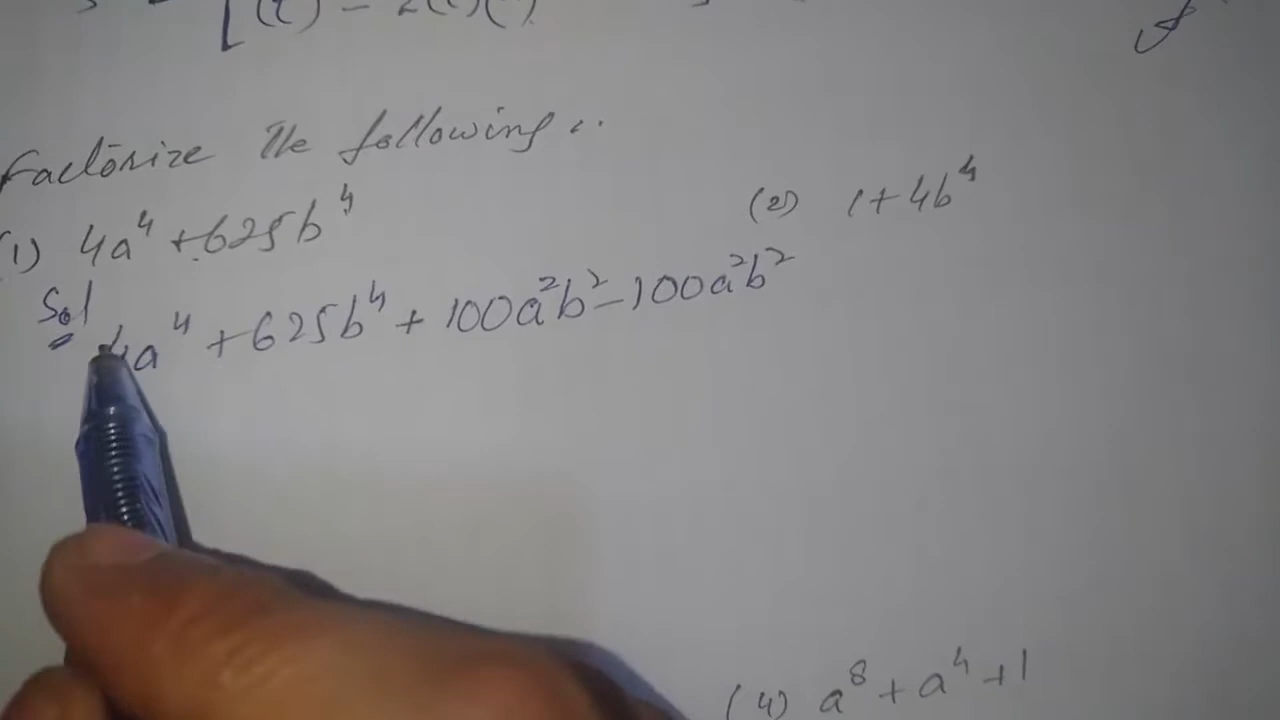 Factorize the following..
(1) 4a⁴ + 625b⁴
(2) 1 + 4b⁴
Sol
4a⁴ + 625b⁴ + 100a²b² - 100a²b²
(4) a⁸ + a⁴ + 1